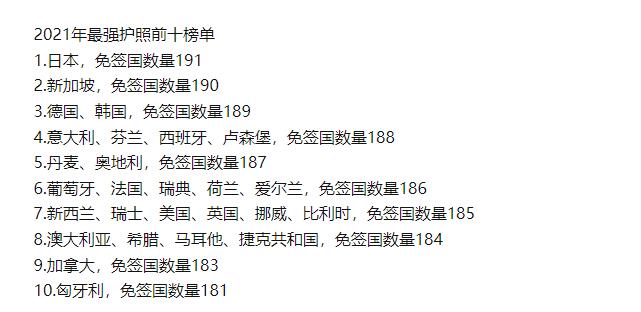 2021年最强护照前十榜单
1.日本，免签国数量191
2.新加坡，免签国数量190
3.德国、韩国，免签国数量189
4.意大利、芬兰、西班牙、卢森堡，免签国数量188
5.丹麦、奥地利，免签国数量187
6.葡萄牙、法国、瑞典、荷兰、爱尔兰，免签国数量186
7.新西兰、瑞士、美国、英国、挪威、比利时，免签国数量185
8.澳大利亚、希腊、马耳他、捷克共和国，免签国数量184
9.加拿大，免签国数量183
10.匈牙利，免签国数量181